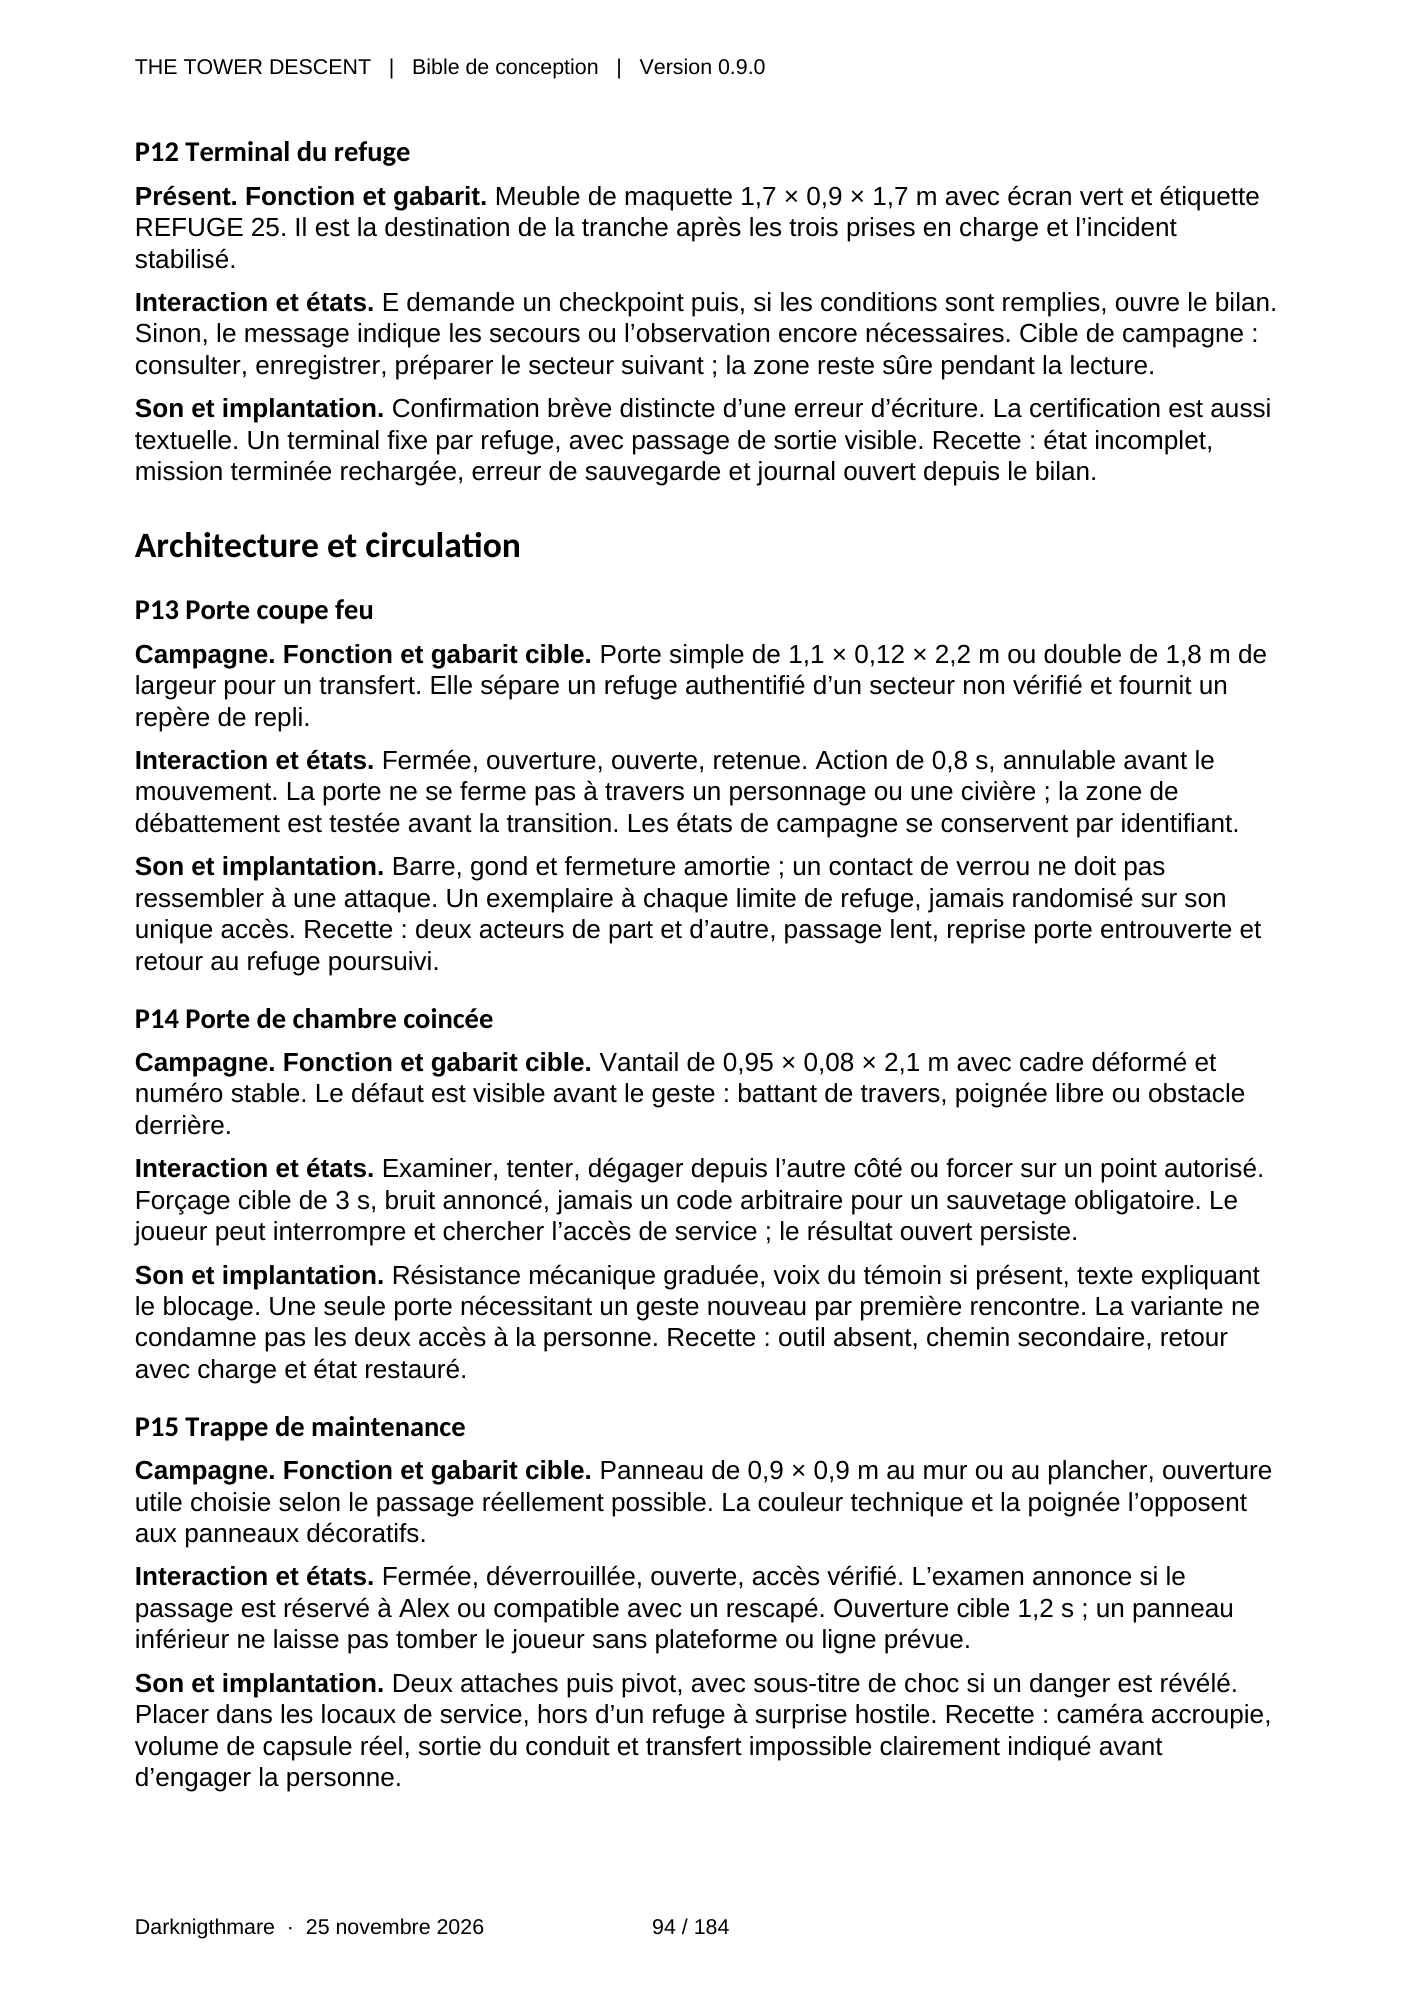 THE TOWER DESCENT | Bible de conception | Version 0.9.0
P12 Terminal du refuge
Présent. Fonction et gabarit. Meuble de maquette 1,7 × 0,9 × 1,7 m avec écran vert et étiquette
REFUGE 25. Il est la destination de la tranche après les trois prises en charge et l’incident
stabilisé.
Interaction et états. E demande un checkpoint puis, si les conditions sont remplies, ouvre le bilan.
Sinon, le message indique les secours ou l’observation encore nécessaires. Cible de campagne :
consulter, enregistrer, préparer le secteur suivant ; la zone reste sûre pendant la lecture.
Son et implantation. Confirmation brève distincte d’une erreur d’écriture. La certification est aussi
textuelle. Un terminal fixe par refuge, avec passage de sortie visible. Recette : état incomplet,
mission terminée rechargée, erreur de sauvegarde et journal ouvert depuis le bilan.
Architecture et circulation
P13 Porte coupe feu
Campagne. Fonction et gabarit cible. Porte simple de 1,1 × 0,12 × 2,2 m ou double de 1,8 m de
largeur pour un transfert. Elle sépare un refuge authentifié d’un secteur non vérifié et fournit un
repère de repli.
Interaction et états. Fermée, ouverture, ouverte, retenue. Action de 0,8 s, annulable avant le
mouvement. La porte ne se ferme pas à travers un personnage ou une civière ; la zone de
débattement est testée avant la transition. Les états de campagne se conservent par identifiant.
Son et implantation. Barre, gond et fermeture amortie ; un contact de verrou ne doit pas
ressembler à une attaque. Un exemplaire à chaque limite de refuge, jamais randomisé sur son
unique accès. Recette : deux acteurs de part et d’autre, passage lent, reprise porte entrouverte et
retour au refuge poursuivi.
P14 Porte de chambre coincée
Campagne. Fonction et gabarit cible. Vantail de 0,95 × 0,08 × 2,1 m avec cadre déformé et
numéro stable. Le défaut est visible avant le geste : battant de travers, poignée libre ou obstacle
derrière.
Interaction et états. Examiner, tenter, dégager depuis l’autre côté ou forcer sur un point autorisé.
Forçage cible de 3 s, bruit annoncé, jamais un code arbitraire pour un sauvetage obligatoire. Le
joueur peut interrompre et chercher l’accès de service ; le résultat ouvert persiste.
Son et implantation. Résistance mécanique graduée, voix du témoin si présent, texte expliquant
le blocage. Une seule porte nécessitant un geste nouveau par première rencontre. La variante ne
condamne pas les deux accès à la personne. Recette : outil absent, chemin secondaire, retour
avec charge et état restauré.
P15 Trappe de maintenance
Campagne. Fonction et gabarit cible. Panneau de 0,9 × 0,9 m au mur ou au plancher, ouverture
utile choisie selon le passage réellement possible. La couleur technique et la poignée l’opposent
aux panneaux décoratifs.
Interaction et états. Fermée, déverrouillée, ouverte, accès vérifié. L’examen annonce si le
passage est réservé à Alex ou compatible avec un rescapé. Ouverture cible 1,2 s ; un panneau
inférieur ne laisse pas tomber le joueur sans plateforme ou ligne prévue.
Son et implantation. Deux attaches puis pivot, avec sous-titre de choc si un danger est révélé.
Placer dans les locaux de service, hors d’un refuge à surprise hostile. Recette : caméra accroupie,
volume de capsule réel, sortie du conduit et transfert impossible clairement indiqué avant
d’engager la personne.
Darknigthmare · 25 novembre 2026 94 / 184